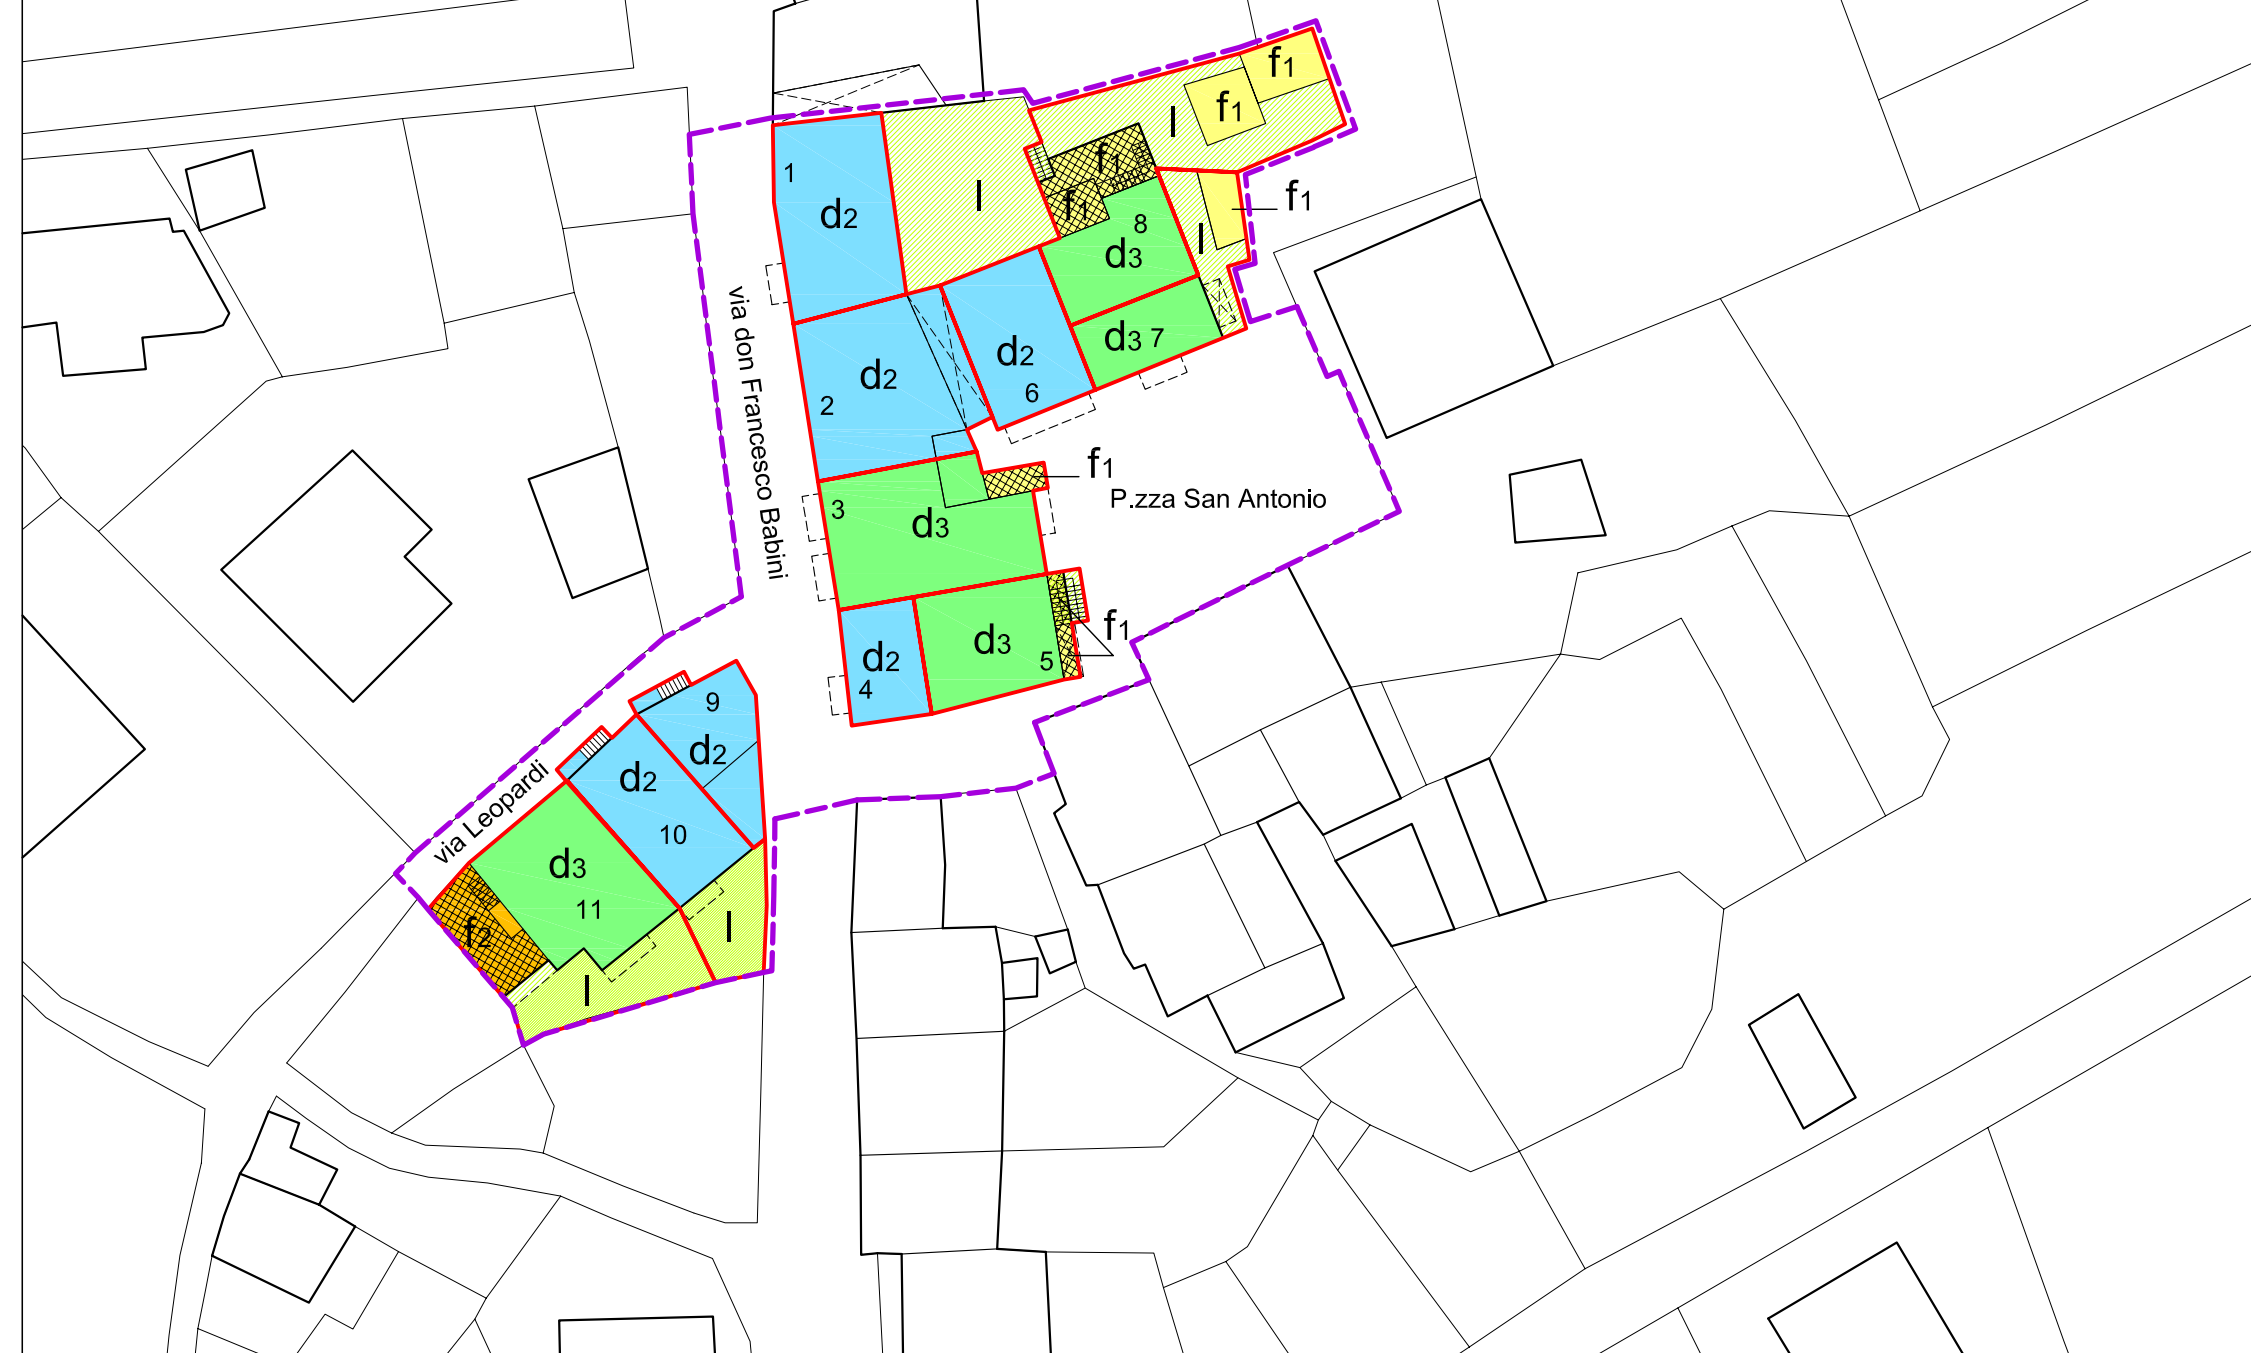 f1
f1
l
f1
1
l
f1
f1
d2
8
l
d3
via don Francesco Babini
d2
d3 7
d2
6
2
f1
P.zza San Antonio
3
d3
f1
d3
d2
5
4
9
d2
d2
via Leopardi
10
d3
11
l
f2
l